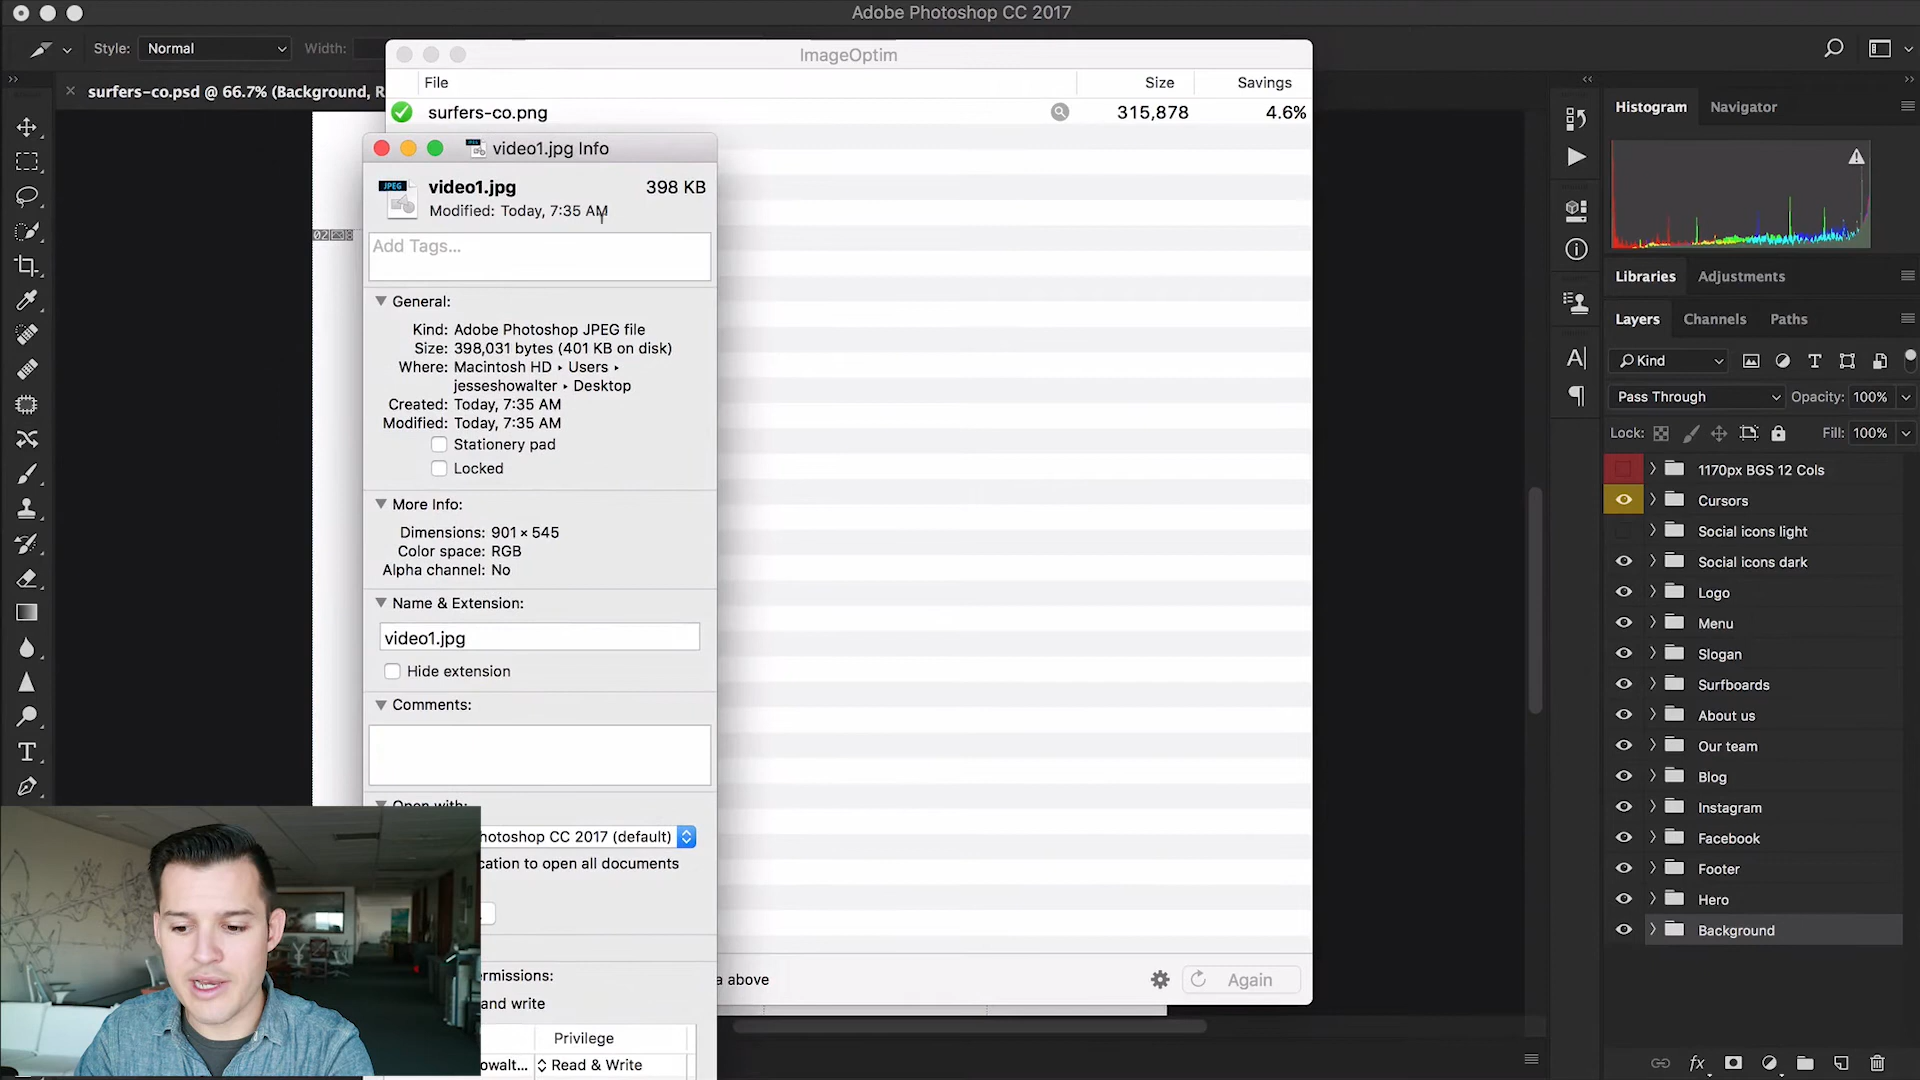 Adobe Photoshop CC 2017
Style: Normal Width:
surfers-co.psd @ 66.7% (Background, R
ImageOptim
File Size Savings
surfers-co.png 315,878 4.6%
video1.jpg Info
JPEG
video1.jpg 398 KB
Modified: Today, 7:35 AM
Add Tags...
General:
Kind: Adobe Photoshop JPEG file
Size: 398,031 bytes (401 KB on disk)
Where: Macintosh HD ▸ Users ▸
jesseshowalter ▸ Desktop
Created: Today, 7:35 AM
Modified: Today, 7:35 AM
Stationery pad
Locked
More Info:
Dimensions: 901 × 545
Color space: RGB
Alpha channel: No
Name & Extension:
video1.jpg
Hide extension
Comments:
Open with:
hotoshop CC 2017 (default)
cation to open all documents
ermissions:
and write
Privilege
owalt... Read & Write
a above
Again
02
Histogram Navigator
Libraries Adjustments
Layers Channels Paths
Kind
Pass Through Opacity: 100%
Lock: Fill: 100%
1170px BGS 12 Cols
Cursors
Social icons light
Social icons dark
Logo
Menu
Slogan
Surfboards
About us
Our team
Blog
Instagram
Facebook
Footer
Hero
Background
fx